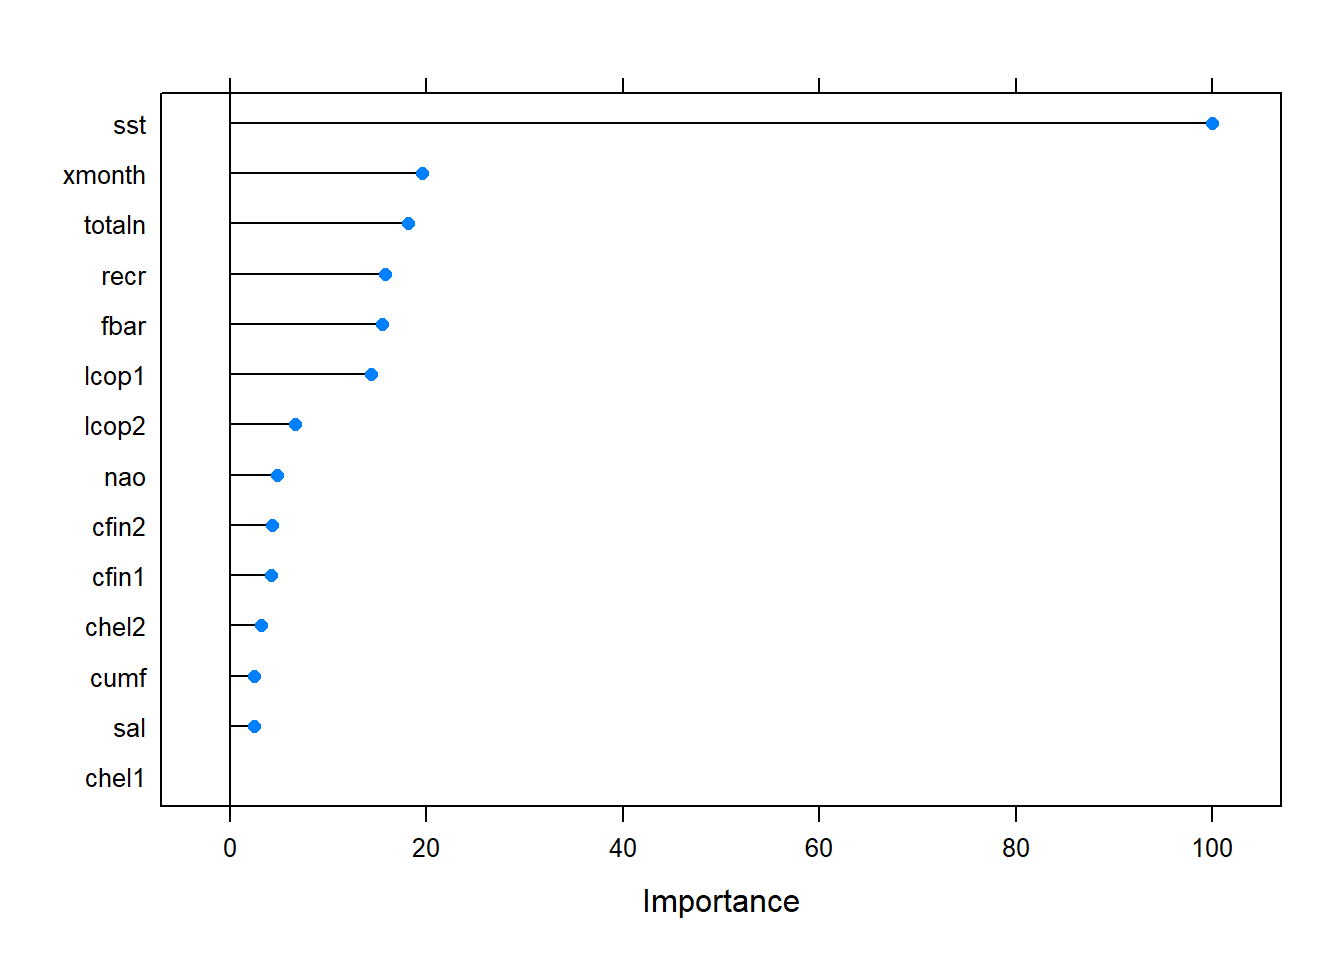 sst
xmonth
totaln
recr
fbar
lcop1
lcop2
nao
cfin2
cfin1
chel2
cumf
sal
chel1
0 20 40 60 80 100
Importance